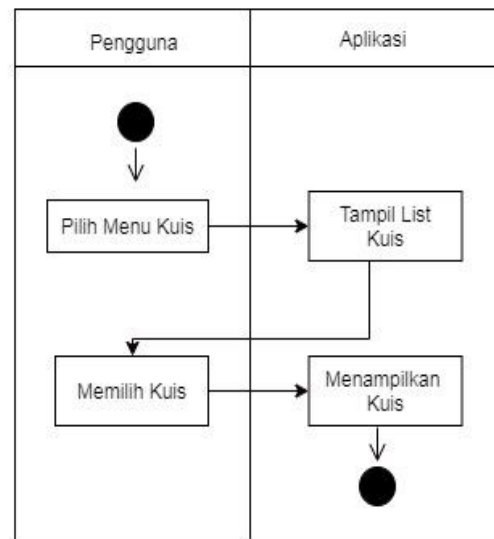 Pengguna
Aplikasi
Pilih Menu Kuis
Tampil List
Kuis
Memilih Kuis
Menampilkan
Kuis